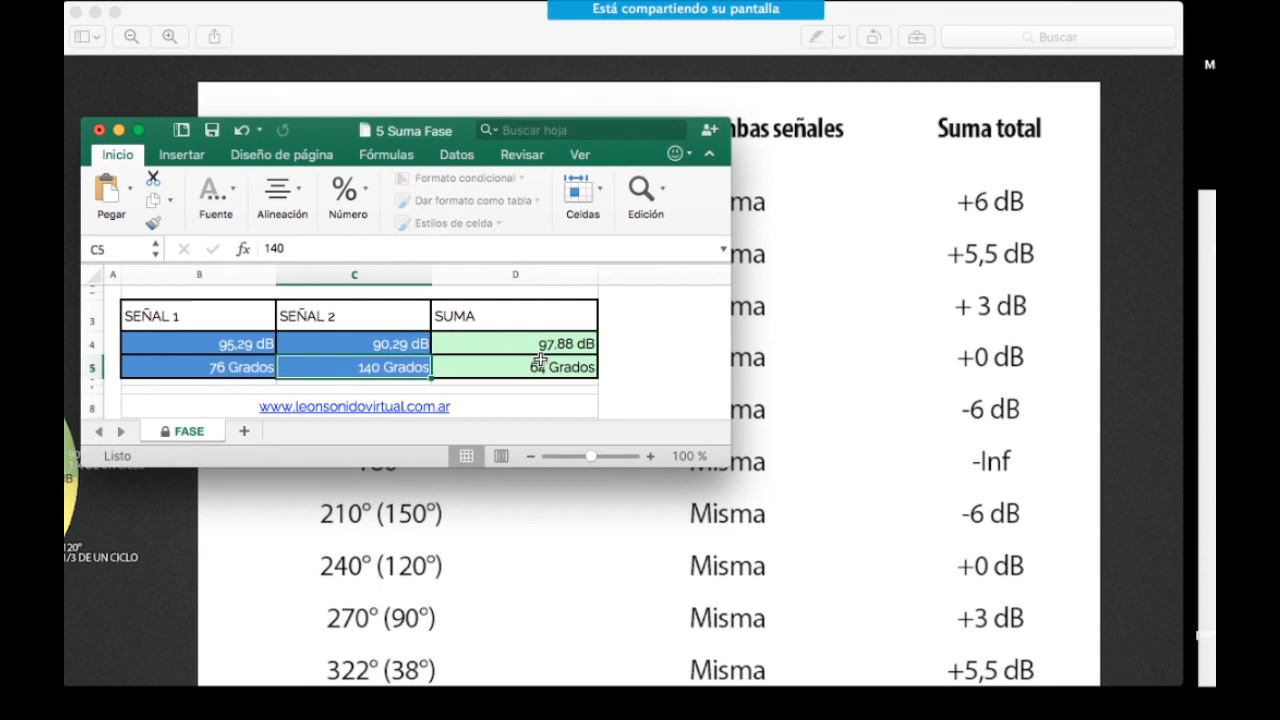 Está compartiendo su pantalla
Buscar
M
bas señales Suma total
5 Suma Fase
Buscar hoja
Inicio Insertar Diseño de página Fórmulas Datos Revisar Ver
Pegar Fuente Alineación Número
Formato condicional
Dar formato como tabla
Estilos de celda
Celdas Edición
C5 fx 140
A B C D
3 SEÑAL 1 SEÑAL 2 SUMA
4 95,29 dB 90,29 dB 97,88 dB
5 76 Grados 140 Grados 64 Grados
8 www.leonsonidovirtual.com.ar
FASE
Listo 100 %
ma +6 dB
ma +5,5 dB
ma + 3 dB
ma +0 dB
ma -6 dB
ma -Inf
210° (150°) Misma -6 dB
240° (120°) Misma +0 dB
270° (90°) Misma +3 dB
322° (38°) Misma +5,5 dB
120°
1/3 DE UN CICLO